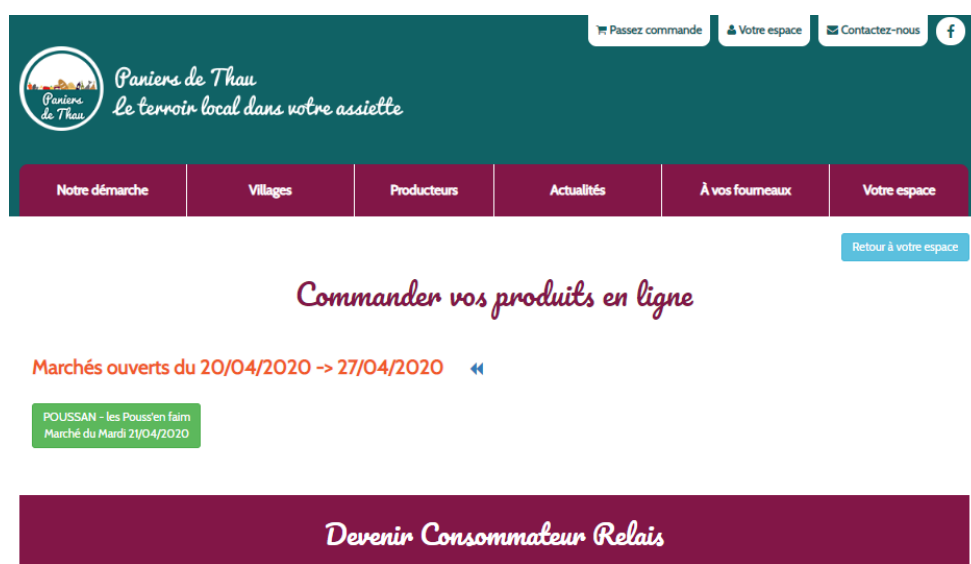 Passez commande
Votre espace
Contactez-nous
f
Paniers
de Thau
Paniers de Thau
Le terroir local dans votre assiette
Notre démarche
Villages
Producteurs
Actualités
À vos fourneaux
Votre espace
Retour à votre espace
Commander vos produits en ligne
Marchés ouverts du 20/04/2020 -> 27/04/2020
POUSSAN - les Pouss'en faim
Marché du Mardi 21/04/2020
Devenir Consommateur Relais